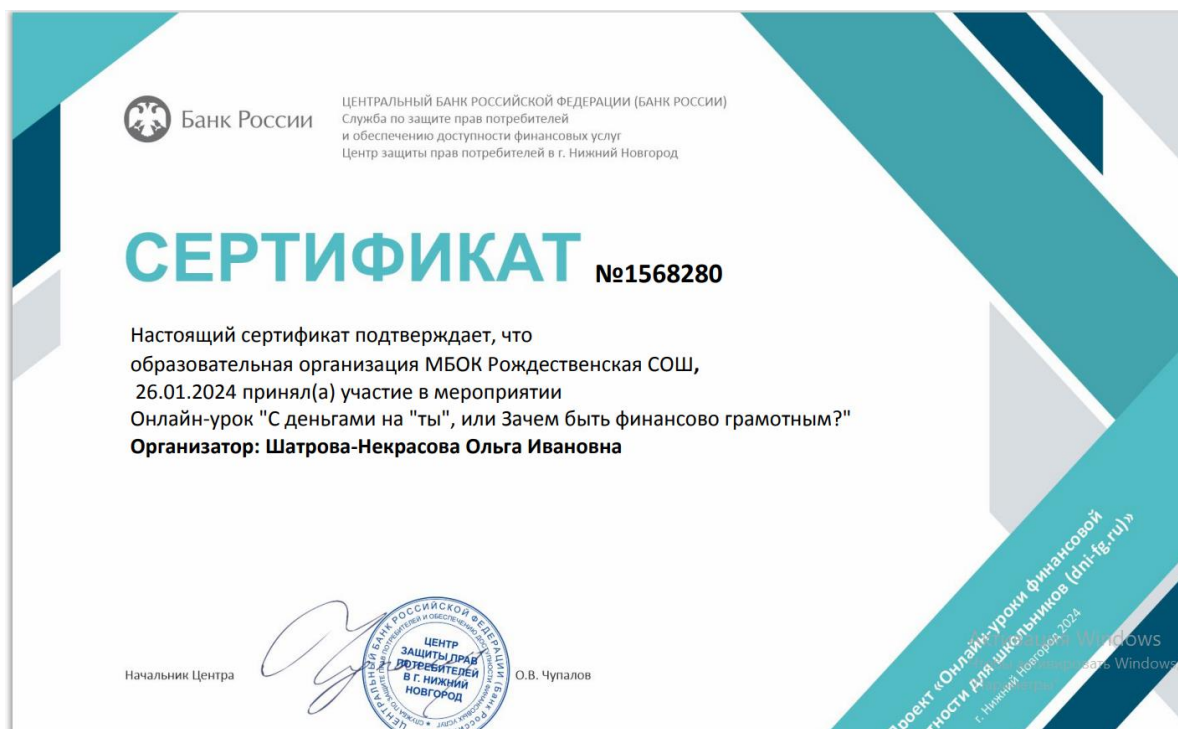 Банк России
ЦЕНТРАЛЬНЫЙ БАНК РОССИЙСКОЙ ФЕДЕРАЦИИ (БАНК РОССИИ)
Служба по защите прав потребителей
и обеспечению доступности финансовых услуг
Центр защиты прав потребителей в г. Нижний Новгород
СЕРТИФИКАТ №1568280
Настоящий сертификат подтверждает, что
образовательная организация МБОК Рождественская СОШ,
26.01.2024 принял(а) участие в мероприятии
Онлайн-урок "С деньгами на "ты", или Зачем быть финансово грамотным?"
Организатор: Шатрова-Некрасова Ольга Ивановна
Начальник Центра
ЦЕНТР
ЗАЩИТЫ ПРАВ
ПОТРЕБИТЕЛЕЙ
В Г. НИЖНИЙ
НОВГОРОД
О.В. Чупалов
«Онлайн-уроки финансовой
для школьников (dni-fg.ru)»
г. Нижний Новгород, 2024
Windows
Windows